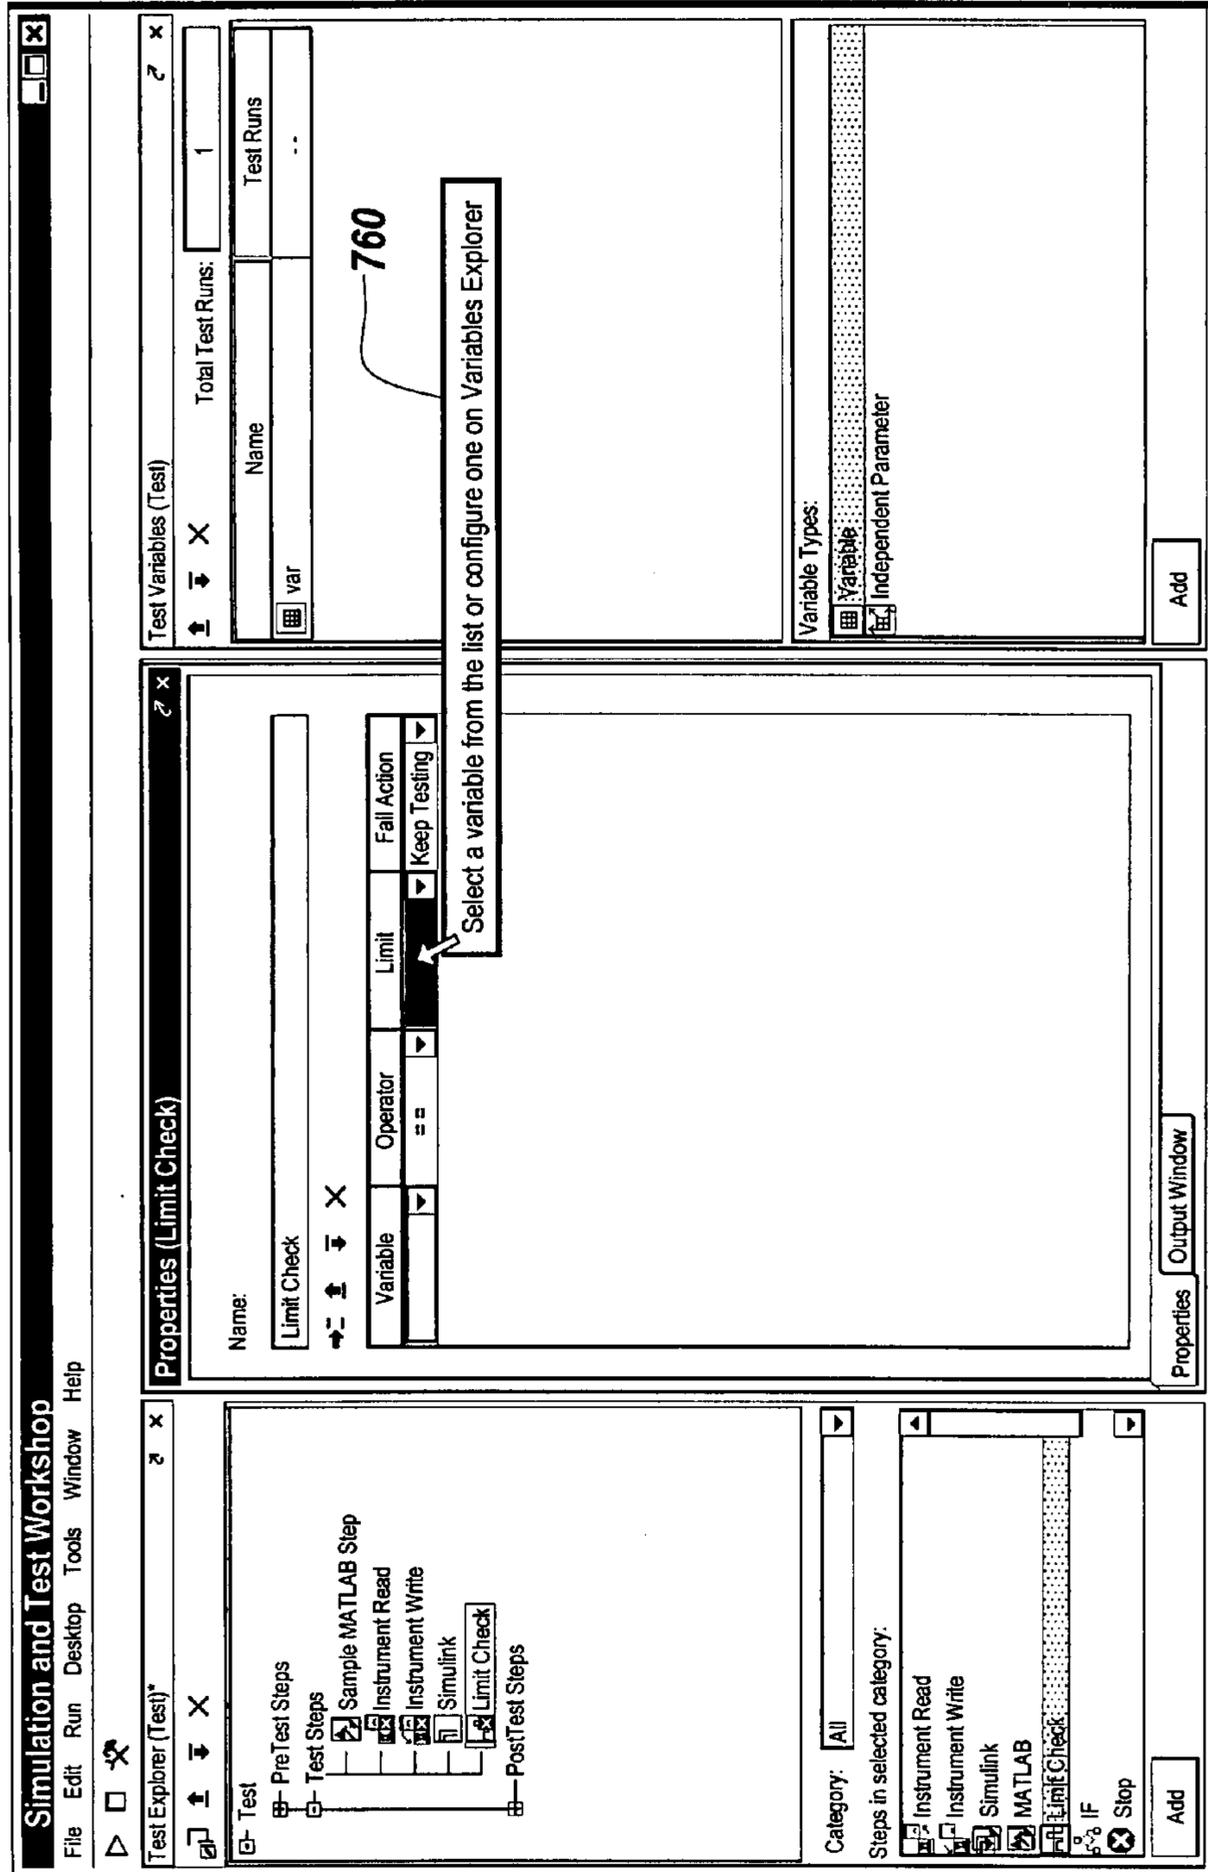 Simulation and Test Workshop
File Edit Run Desktop Tools Window Help
Test Explorer (Test)*
Test
PreTest Steps
Test Steps
Sample MATLAB Step
Instrument Read
Instrument Write
Simulink
Limit Check
PostTest Steps
Category: All
Steps in selected category:
Instrument Read
Instrument Write
Simulink
MATLAB
Limit Check
IF
Stop
Add
Properties (Limit Check)
Name:
Limit Check
Variable Operator Limit Fail Action
== Keep Testing
Select a variable from the list or configure one on Variables Explorer
760
Properties Output Window
Test Variables (Test)
Total Test Runs: 1
Name Test Runs
var --
Variable Types:
Variable
Independent Parameter
Add